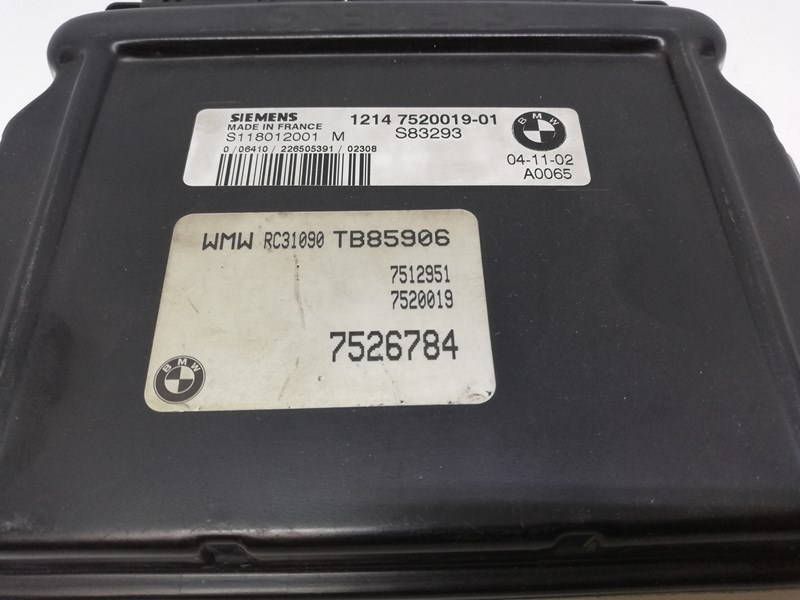 SIEMENS
MADE IN FRANCE
S118012001 M
0 / 06410 / 226505391 / 02308
1214 7520019-01
S83293
BMW
04-11-02
A0065
WMW RC31090 TB85906
7512951
7520019
7526784
BMW